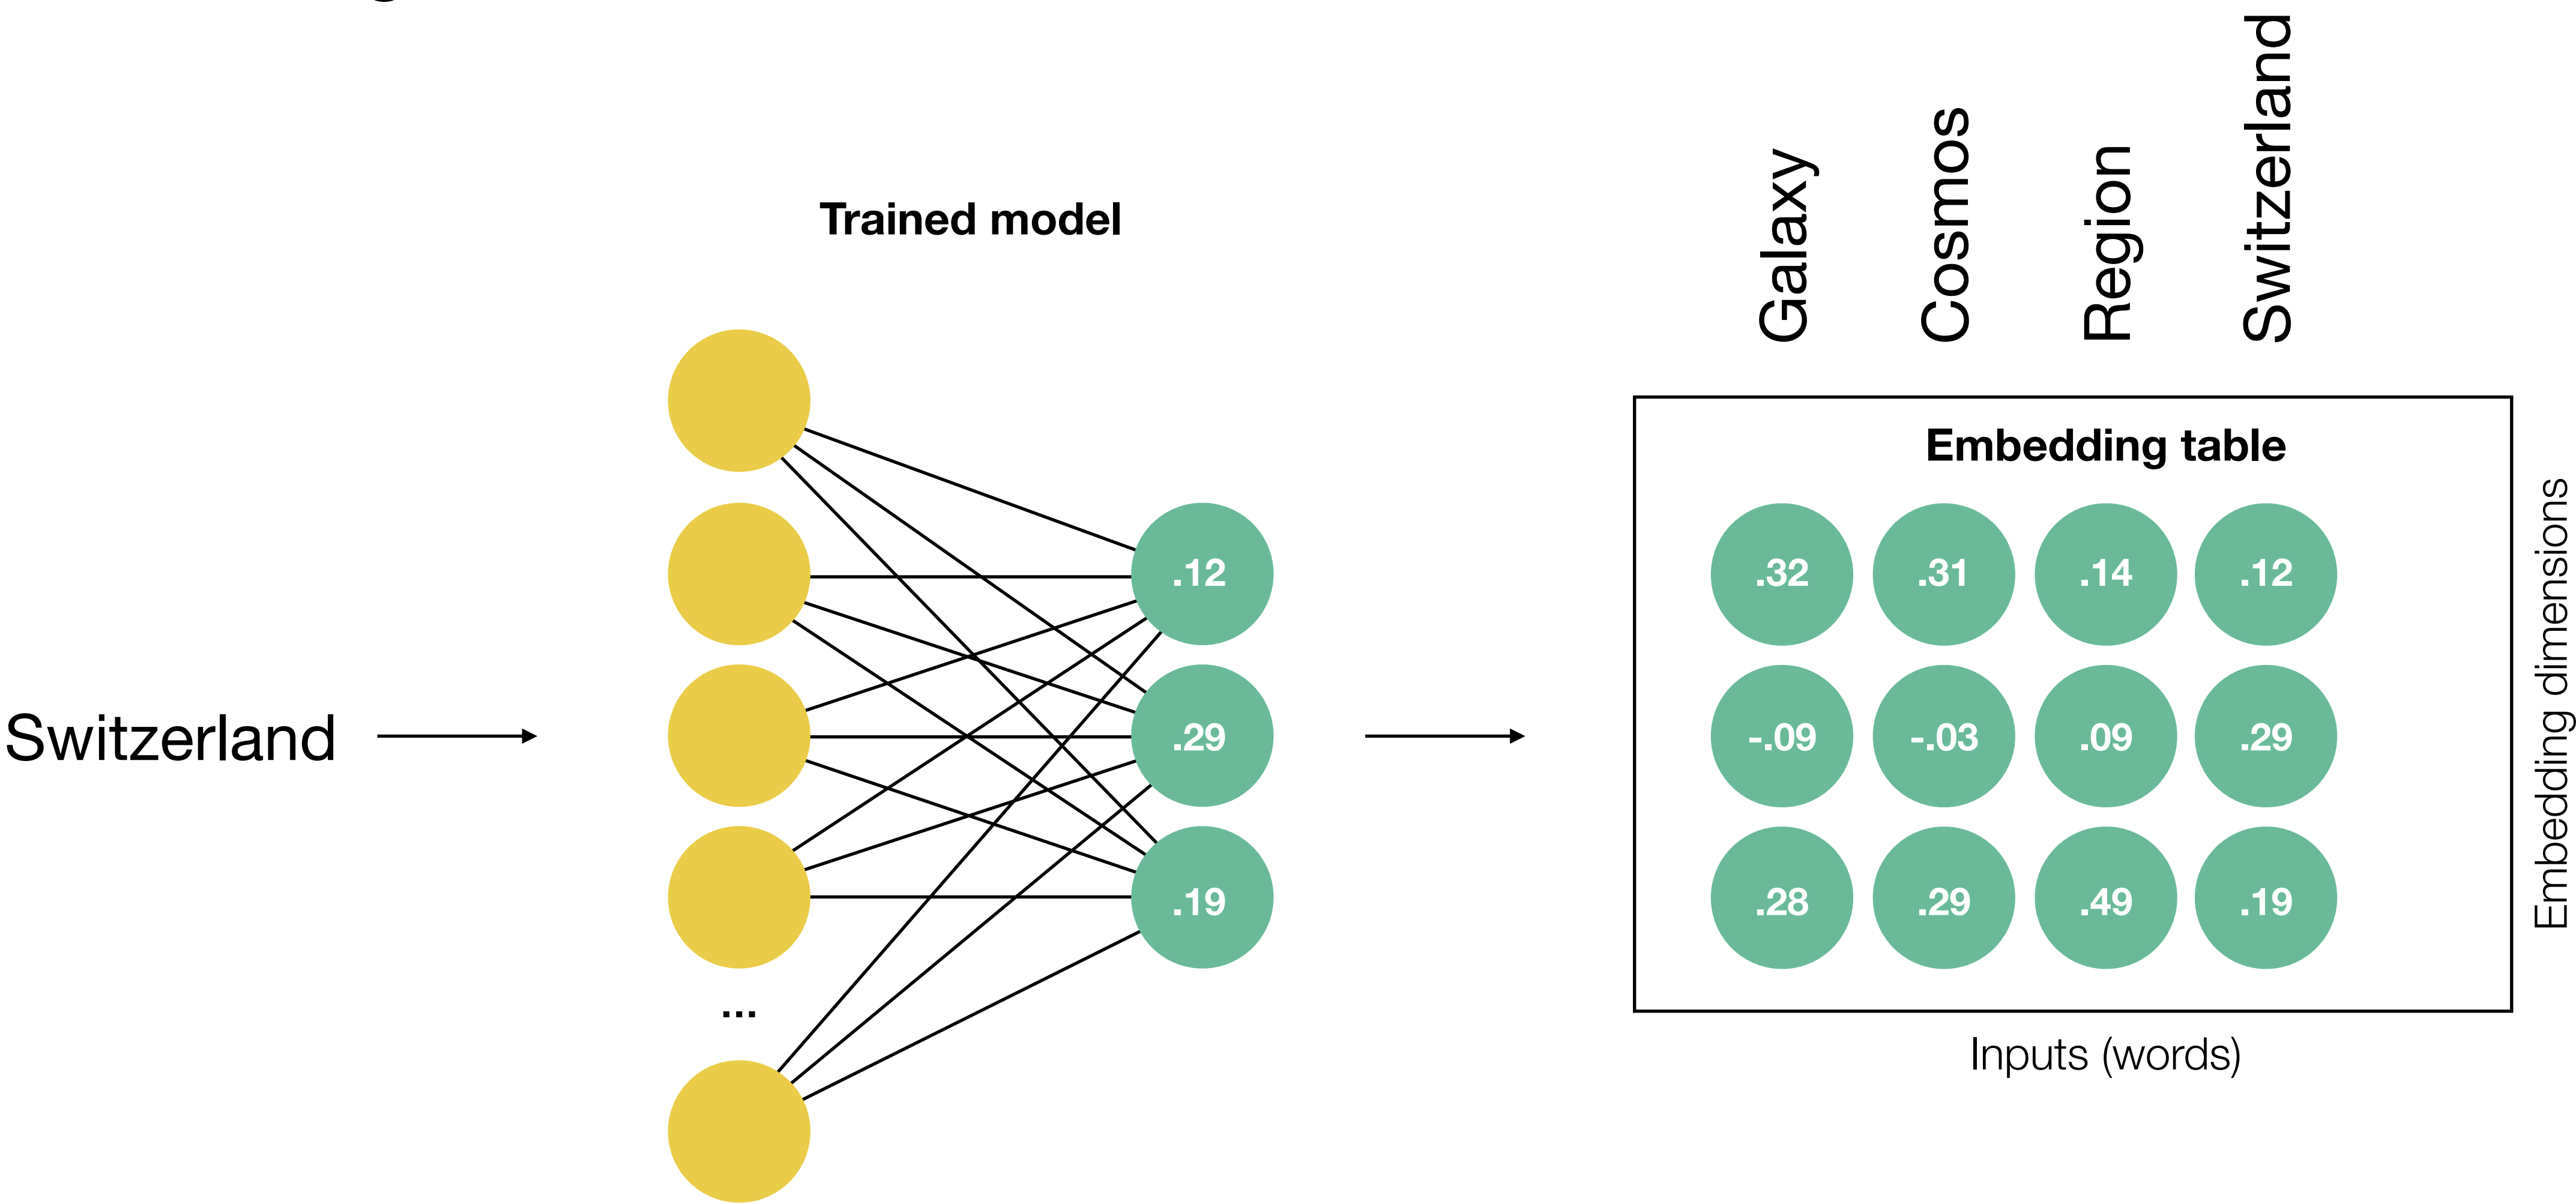 Galaxy
Cosmos
Region
Switzerland
Trained model
Switzerland
.12
.29
.19
...
Embedding table
.32 .31 .14 .12
-.09 -.03 .09 .29
.28 .29 .49 .19
Embedding dimensions
Inputs (words)